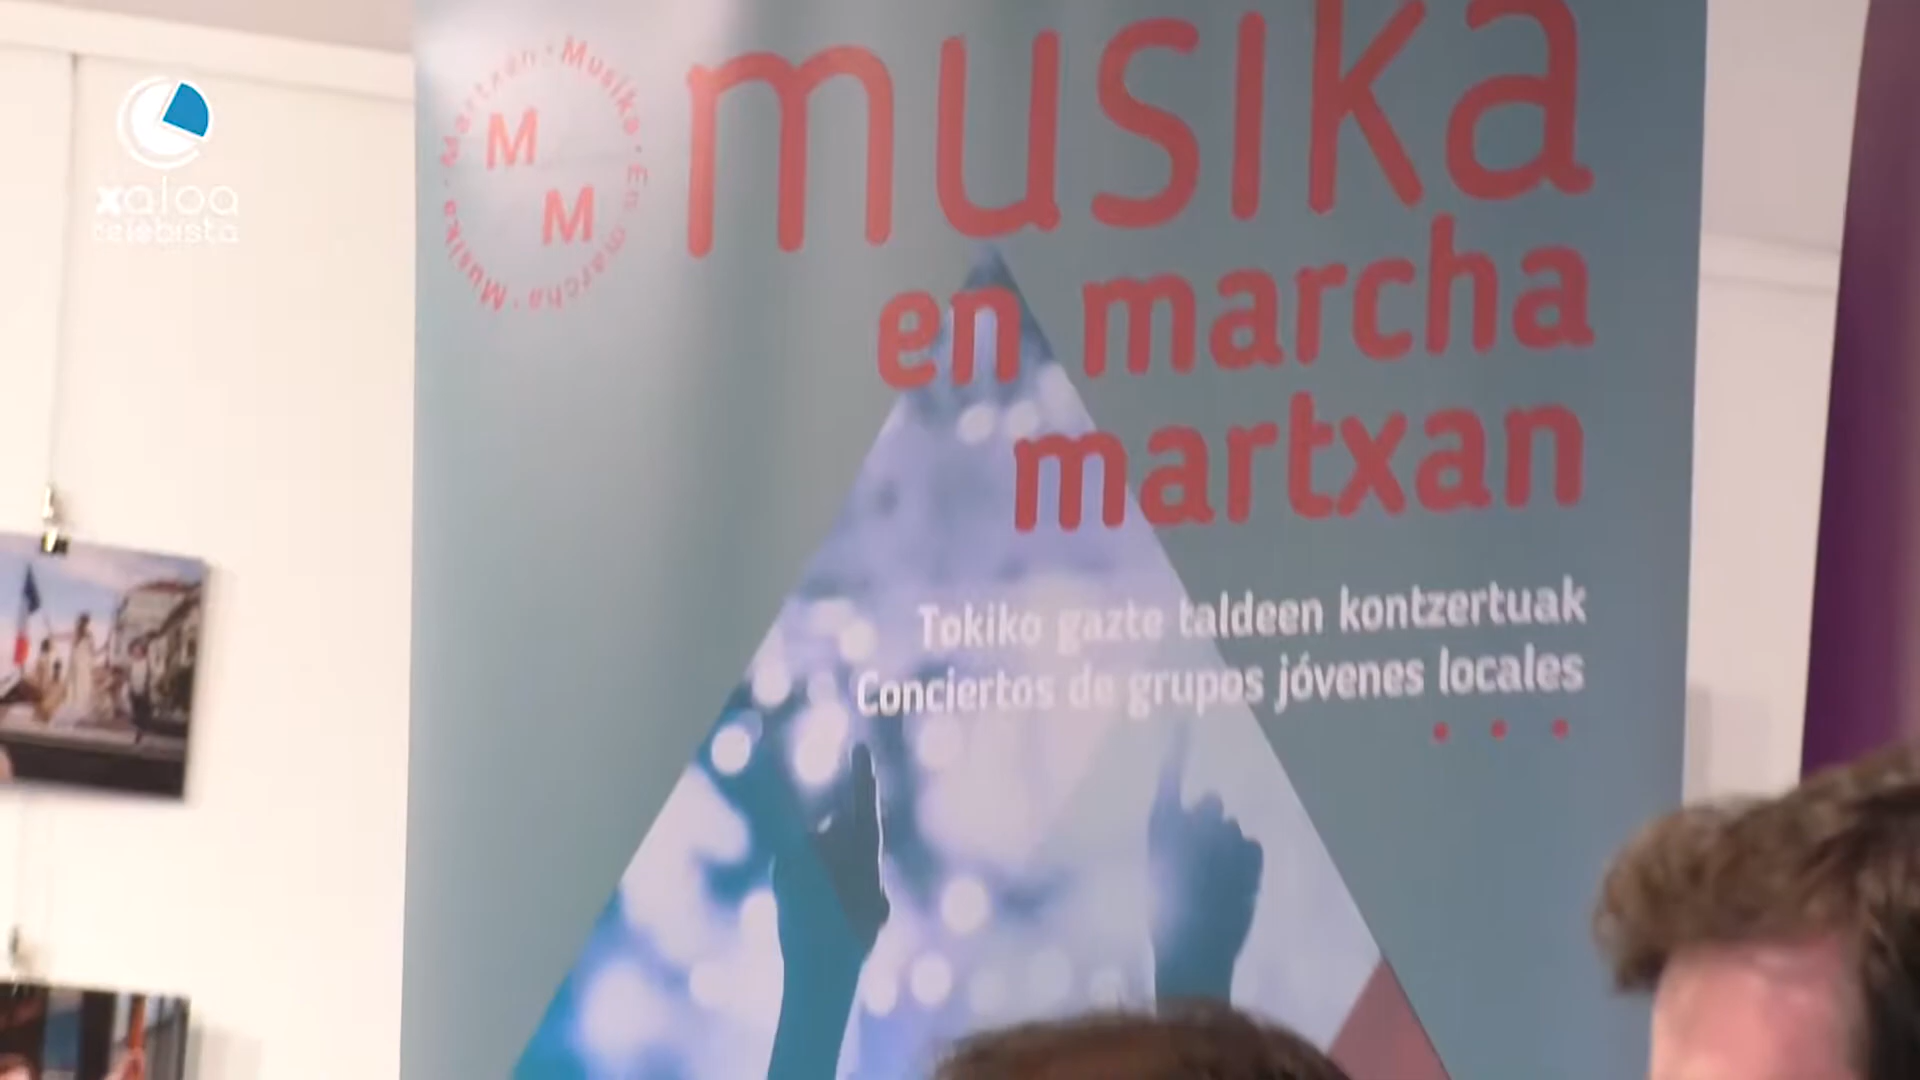 xaloa
telebista
Musika · En marcha · Musika · Martxan ·
M
M
musika
en marcha
martxan
Tokiko gazte taldeen kontzertuak
Conciertos de grupos jóvenes locales